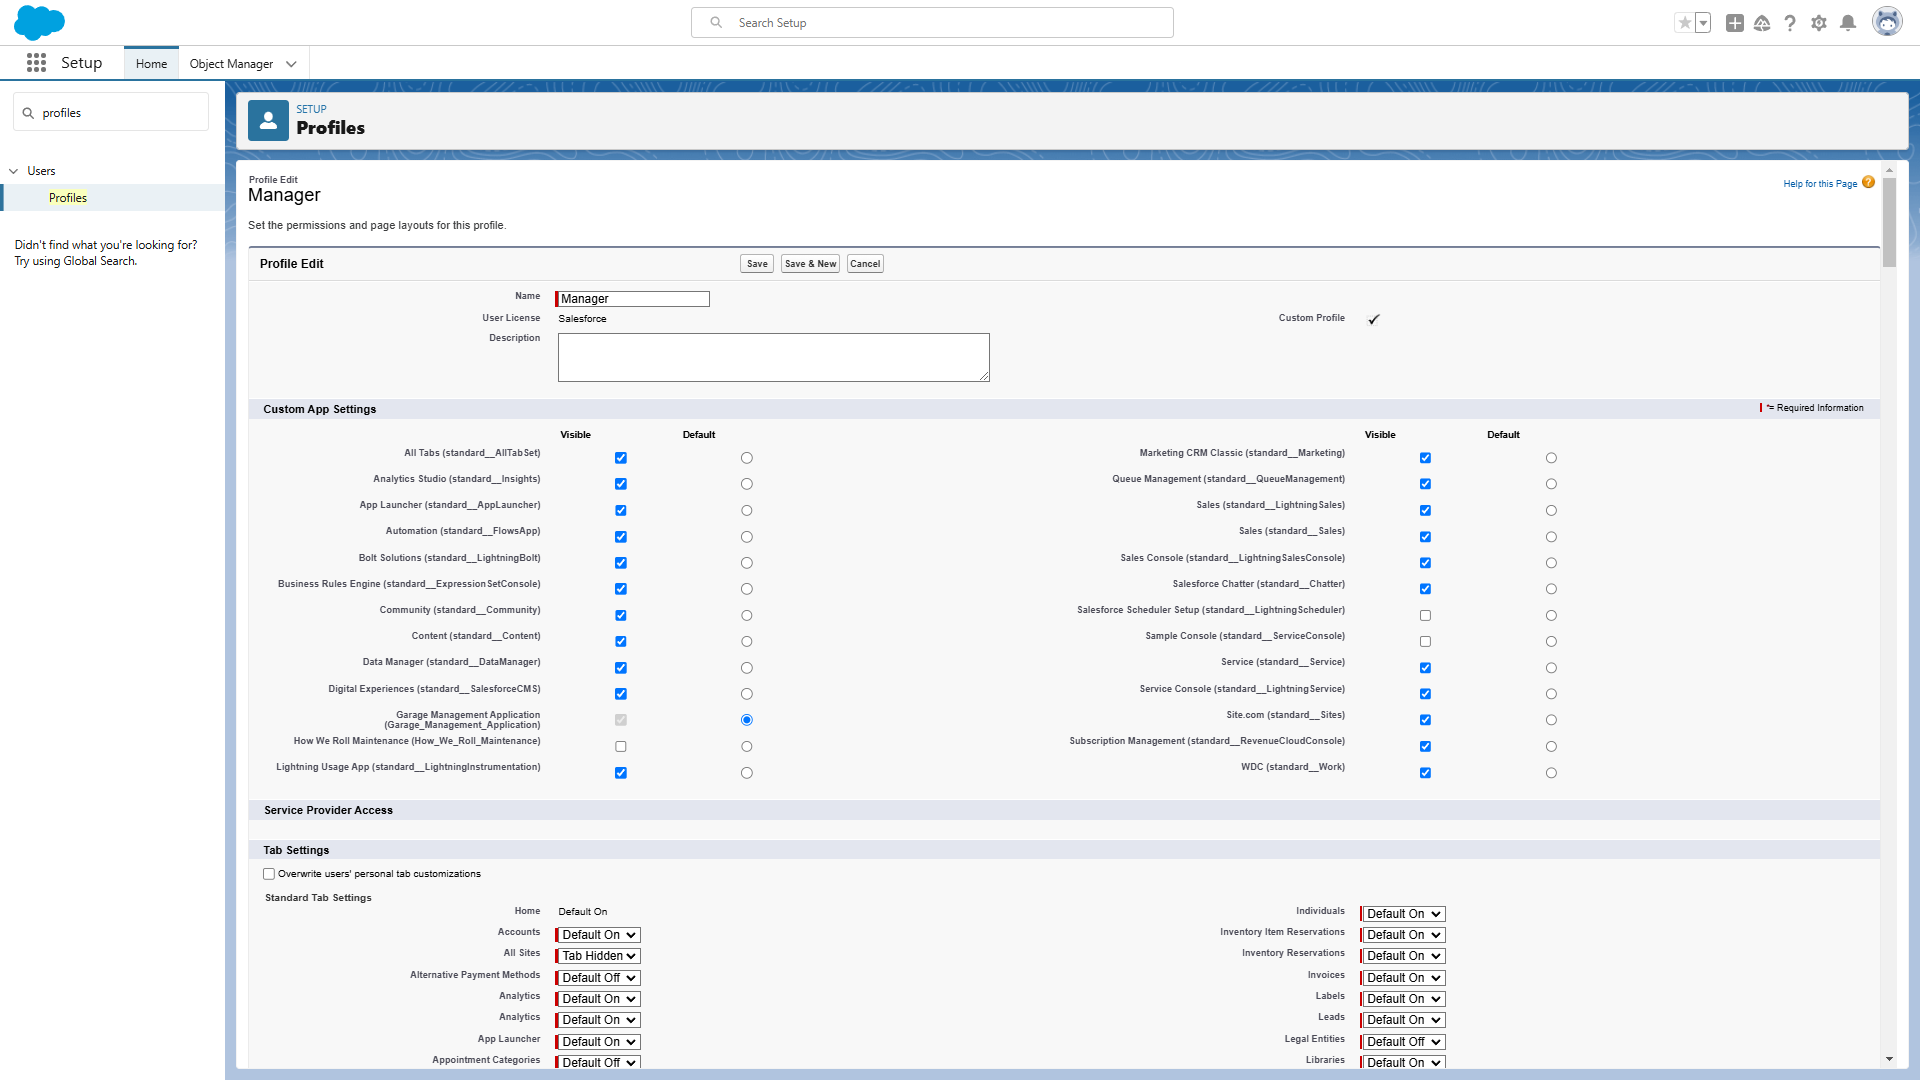 Search Setup
Setup
Home
Object Manager
profiles
Users
Profiles
Didn't find what you're looking for?
Try using Global Search.
SETUP
Profiles
Profile Edit
Manager
Help for this Page
Set the permissions and page layouts for this profile.
Profile Edit
Save
Save & New
Cancel
Name
Manager
User License
Salesforce
Custom Profile
Description
Custom App Settings
= Required Information
Visible Default Visible Default
All Tabs (standard__AllTabSet)
Marketing CRM Classic (standard__Marketing)
Analytics Studio (standard__Insights)
Queue Management (standard__QueueManagement)
App Launcher (standard__AppLauncher)
Sales (standard__LightningSales)
Automation (standard__FlowsApp)
Sales (standard__Sales)
Bolt Solutions (standard__LightningBolt)
Sales Console (standard__LightningSalesConsole)
Business Rules Engine (standard__ExpressionSetConsole)
Salesforce Chatter (standard__Chatter)
Community (standard__Community)
Salesforce Scheduler Setup (standard__LightningScheduler)
Content (standard__Content)
Sample Console (standard__ServiceConsole)
Data Manager (standard__DataManager)
Service (standard__Service)
Digital Experiences (standard__SalesforceCMS)
Service Console (standard__LightningService)
Garage Management Application
(Garage_Management_Application)
Site.com (standard__Sites)
How We Roll Maintenance (How_We_Roll_Maintenance)
Subscription Management (standard__RevenueCloudConsole)
Lightning Usage App (standard__LightningInstrumentation)
WDC (standard__Work)
Service Provider Access
Tab Settings
Overwrite users' personal tab customizations
Standard Tab Settings
Home Default On
Individuals Default On
Accounts Default On
Inventory Item Reservations Default On
All Sites Tab Hidden
Inventory Reservations Default On
Alternative Payment Methods Default Off
Invoices Default On
Analytics Default On
Labels Default On
Analytics Default On
Leads Default On
App Launcher Default On
Legal Entities Default Off
Appointment Categories Default Off
Libraries Default On